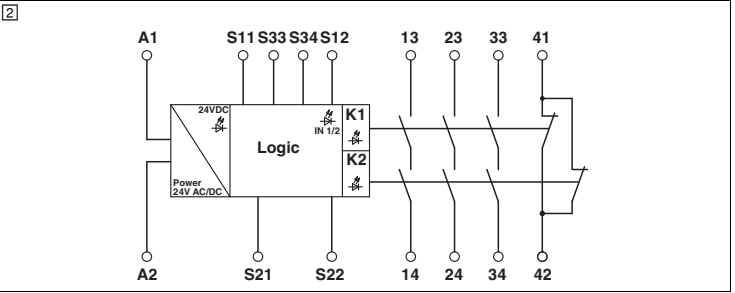 2
A1 S11 S33 S34 S12 13 23 33 41
24VDC
K1
IN 1/2
Logic
K2
Power
24V AC/DC
A2 S21 S22 14 24 34 42